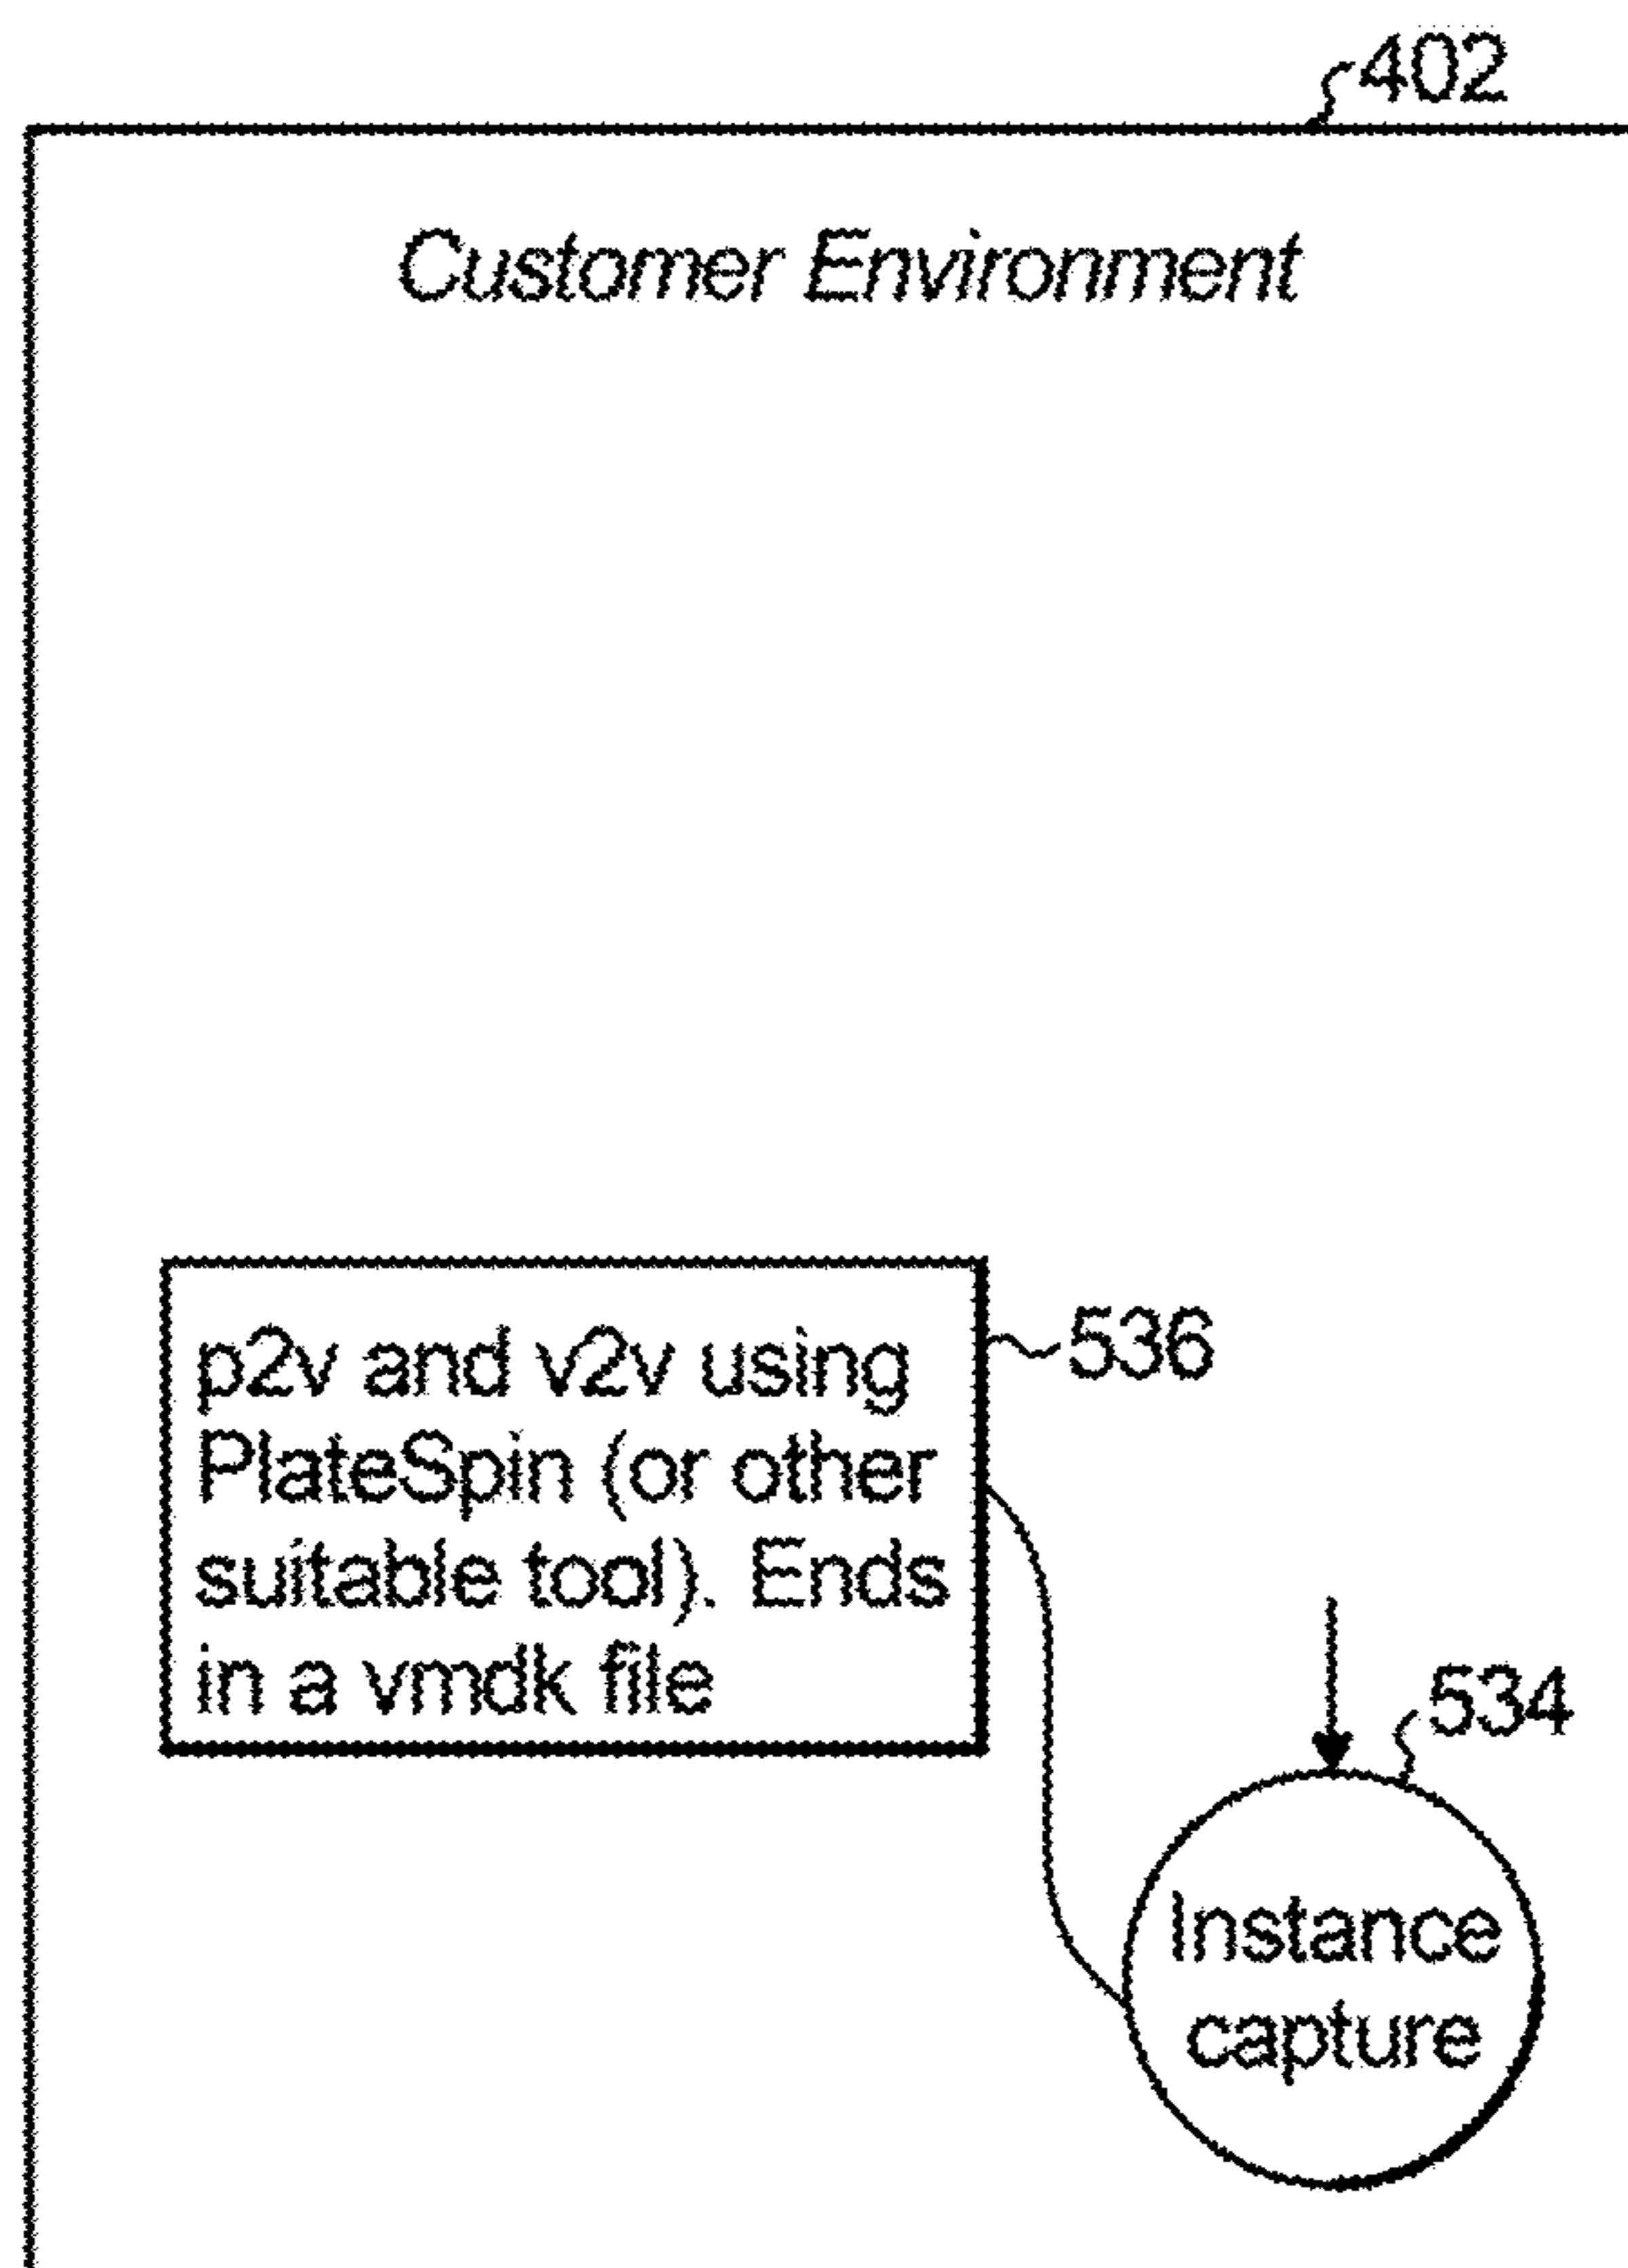 402
Customer Environment
p2v and v2v using
PlateSpin (or other
suitable tool). Ends
in a vmdk file
536
534
Instance
capture